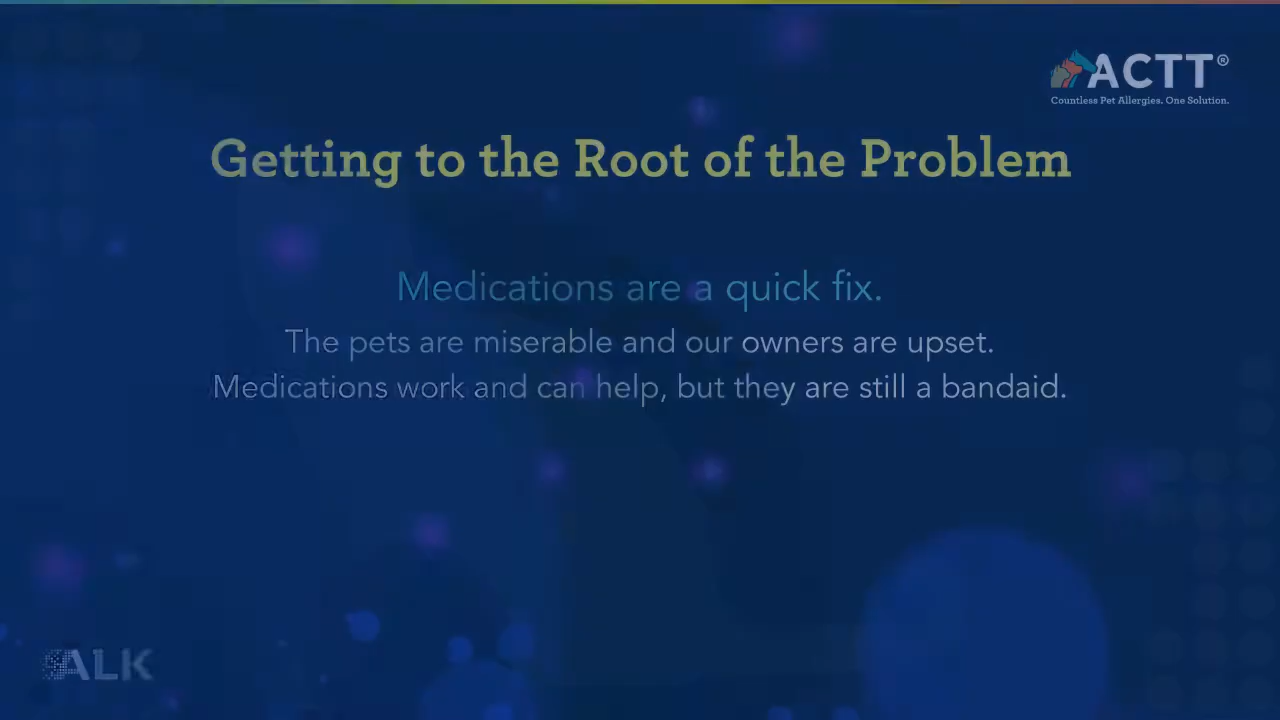 ACTT®
Countless Pet Allergies. One Solution.
Getting to the Root of the Problem
Medications are a quick fix.
The pets are miserable and our owners are upset.
Medications work and can help, but they are still a bandaid.
ALK